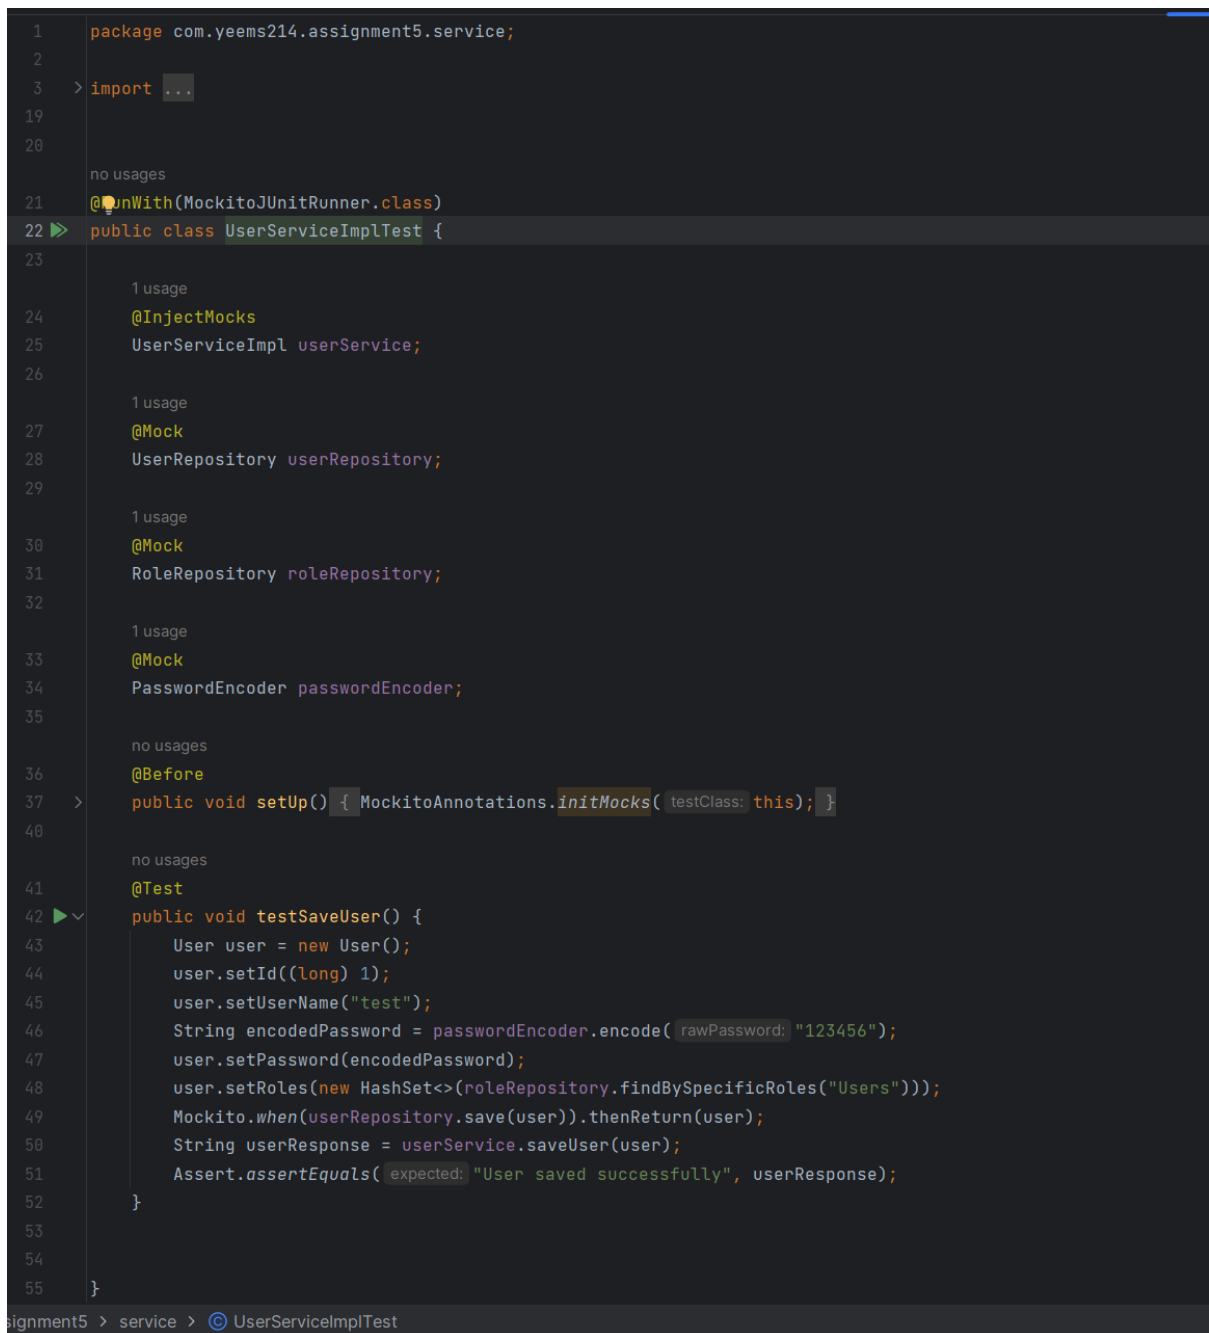 1 package com.yeems214.assignment5.service;
2
3 import ...
19
20
no usages
21 @RunWith(MockitoJUnitRunner.class)
22 public class UserServiceImplTest {
23
1 usage
24 @InjectMocks
25 UserServiceImpl userService;
26
1 usage
27 @Mock
28 UserRepository userRepository;
29
1 usage
30 @Mock
31 RoleRepository roleRepository;
32
1 usage
33 @Mock
34 PasswordEncoder passwordEncoder;
35
no usages
36 @Before
37 public void setUp() { MockitoAnnotations.initMocks( testClass: this); }
40
no usages
41 @Test
42 public void testSaveUser() {
43 User user = new User();
44 user.setId((long) 1);
45 user.setUserName("test");
46 String encodedPassword = passwordEncoder.encode( rawPassword: "123456");
47 user.setPassword(encodedPassword);
48 user.setRoles(new HashSet<>(roleRepository.findBySpecificRoles("Users")));
49 Mockito.when(userRepository.save(user)).thenReturn(user);
50 String userResponse = userService.saveUser(user);
51 Assert.assertEquals( expected: "User saved successfully", userResponse);
52 }
53
54
55 }
signment5 > service > © UserServiceImplTest